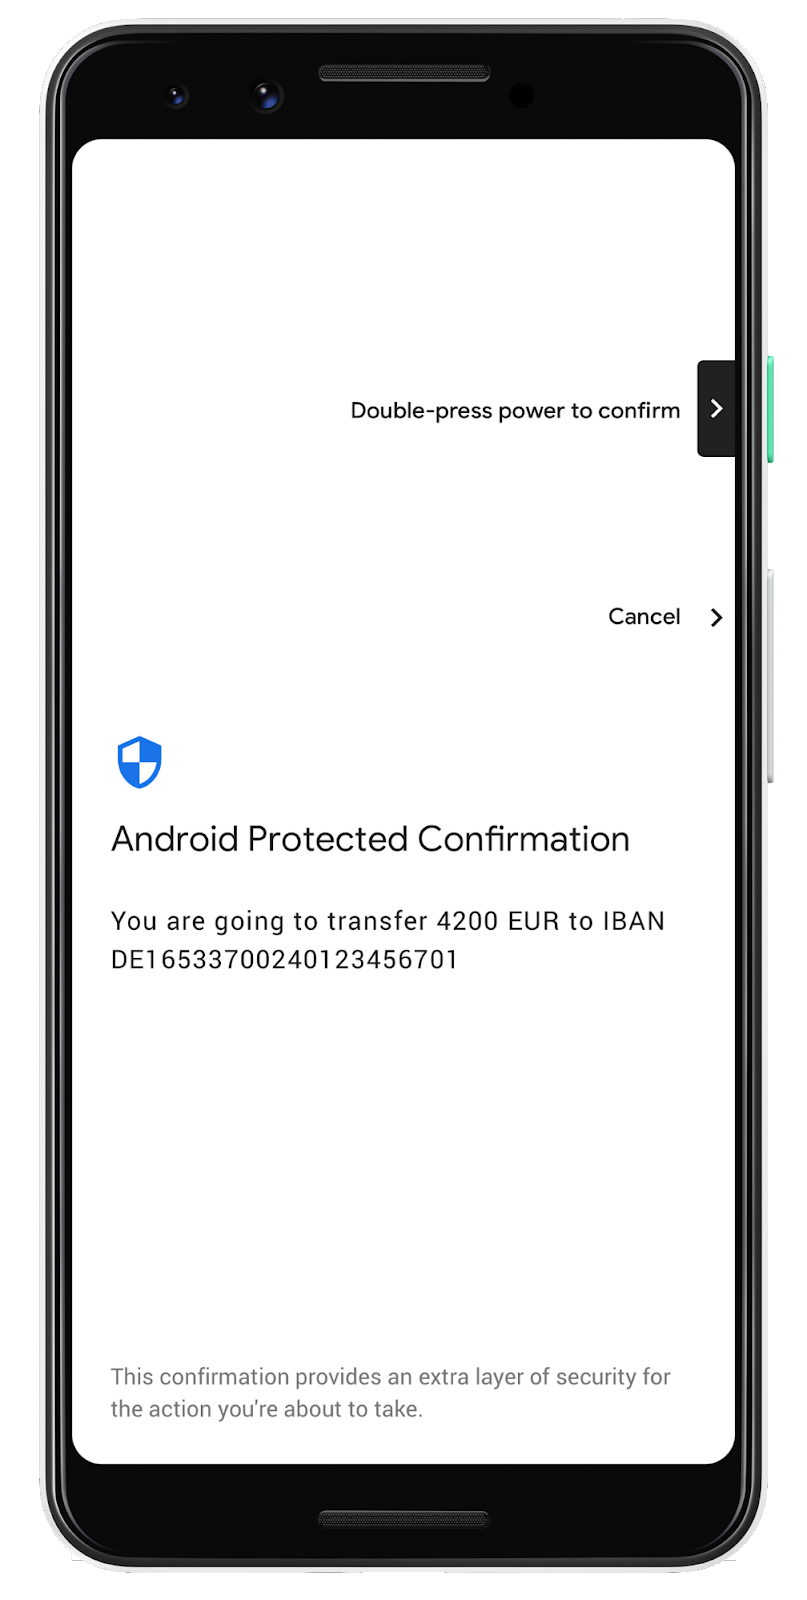 Double-press power to confirm
Cancel
Android Protected Confirmation
You are going to transfer 4200 EUR to IBAN
DE16533700240123456701
This confirmation provides an extra layer of security for
the action you're about to take.